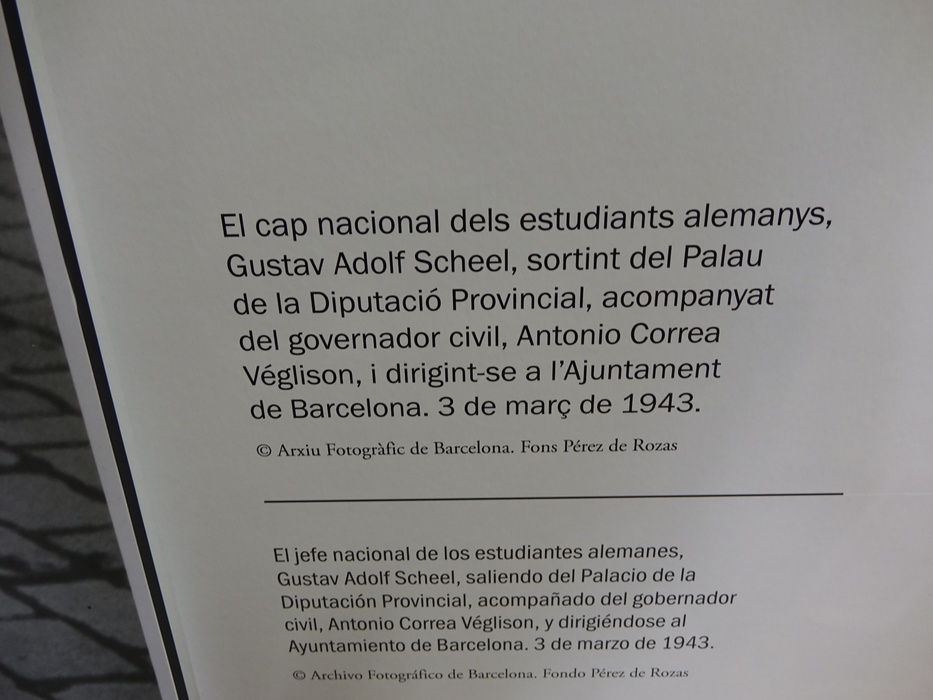 El cap nacional dels estudiants alemanys,
Gustav Adolf Scheel, sortint del Palau
de la Diputació Provincial, acompanyat
del governador civil, Antonio Correa
Véglison, i dirigint-se a l’Ajuntament
de Barcelona. 3 de març de 1943.
© Arxiu Fotogràfic de Barcelona. Fons Pérez de Rozas
El jefe nacional de los estudiantes alemanes,
Gustav Adolf Scheel, saliendo del Palacio de la
Diputación Provincial, acompañado del gobernador
civil, Antonio Correa Véglison, y dirigiéndose al
Ayuntamiento de Barcelona. 3 de marzo de 1943.
© Archivo Fotográfico de Barcelona. Fondo Pérez de Rozas